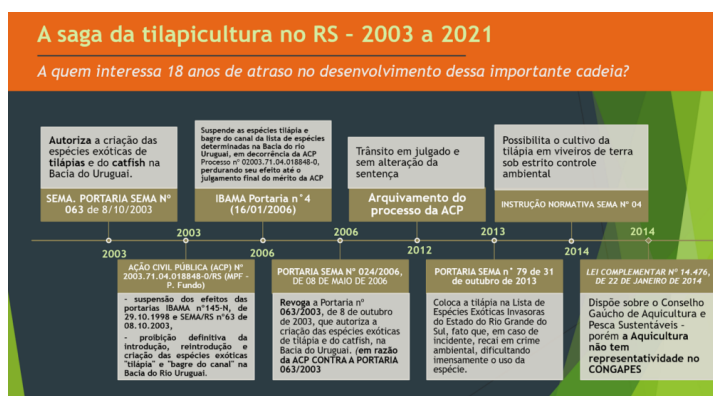 A saga da tilapicultura no RS – 2003 a 2021
A quem interessa 18 anos de atraso no desenvolvimento dessa importante cadeia?
Autoriza a criação das
espécies exóticas de
tilápias e do catfish na
Bacia do Uruguai.
SEMA. PORTARIA SEMA Nº
063 de 8/10/2003
Suspende as espécies tilápia e
bagre do canal da lista de espécies
determinadas na Bacia do rio
Uruguai, em decorrência da ACP
Processo nº 02003.71.04.018848-0,
perdurando seu efeito até o
julgamento final do mérito da ACP
IBAMA Portaria n°4
(16/01/2006)
Trânsito em julgado e
sem alteração da
sentença
Arquivamento do
processo da ACP
Possibilita o cultivo da
tilápia em viveiros de terra
sob estrito controle
ambiental
INSTRUÇÃO NORMATIVA SEMA Nº 04
2003
2003
2006
2006
2012
2013
2014
2014
AÇÃO CIVIL PÚBLICA (ACP) Nº
2003.71.04.018848-0/RS (MPF -
P. Fundo)
- suspensão dos efeitos das
portarias IBAMA nº145-N, de
29.10.1998 e SEMA/RS nº63 de
08.10.2003,
- proibição definitiva da
introdução, reintrodução e
criação das espécies exóticas
"tilápia" e "bagre do canal" na
Bacia do Rio Uruguai.
PORTARIA SEMA Nº 024/2006,
DE 08 DE MAIO DE 2006
Revoga a Portaria nº
063/2003, de 8 de outubro
de 2003, que autoriza a
criação das espécies exóticas
de tilápia e do catfish, na
Bacia do Uruguai. (em razão
da ACP CONTRA A PORTARIA
063/2003
PORTARIA SEMA n° 79 de 31
de outubro de 2013
Coloca a tilápia na Lista de
Espécies Exóticas Invasoras
do Estado do Rio Grande do
Sul, fato que, em caso de
incidente, recai em crime
ambiental, dificultando
imensamente o uso da
espécie.
LEI COMPLEMENTAR Nº 14.476,
DE 22 DE JANEIRO DE 2014
Dispõe sobre o Conselho
Gaúcho de Aquicultura e
Pesca Sustentáveis -
porém a Aquicultura
não tem
representatividade no
CONGAPES